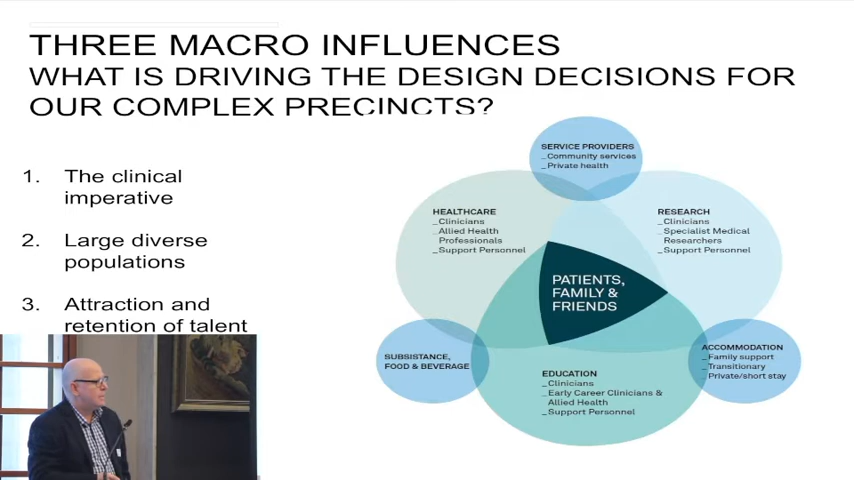 THREE MACRO INFLUENCES
WHAT IS DRIVING THE DESIGN DECISIONS FOR
OUR COMPLEX PRECINCTS?
1. The clinical
imperative
2. Large diverse
populations
3. Attraction and
retention of talent
SERVICE PROVIDERS
_Community services
_Private health
HEALTHCARE
_Clinicians
_Allied Health
Professionals
_Support Personnel
RESEARCH
_Clinicians
_Specialist Medical
Researchers
_Support Personnel
PATIENTS,
FAMILY &
FRIENDS
SUBSISTANCE,
FOOD & BEVERAGE
ACCOMMODATION
_Family support
_Transitionary
_Private/short stay
EDUCATION
_Clinicians
_Early Career Clinicians &
Allied Health
_Support Personnel